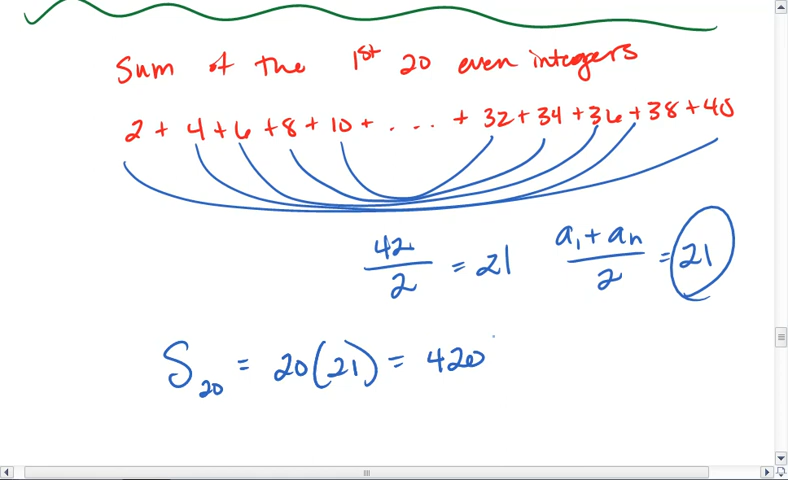 Sum of the 1st 20 even integers
2 + 4 + 6 + 8 + 10 + . . . . + 32 + 34 + 36 + 38 + 40
42/2 = 21 a₁ + aₙ/2 = 21
S₂₀ = 20(21) = 420